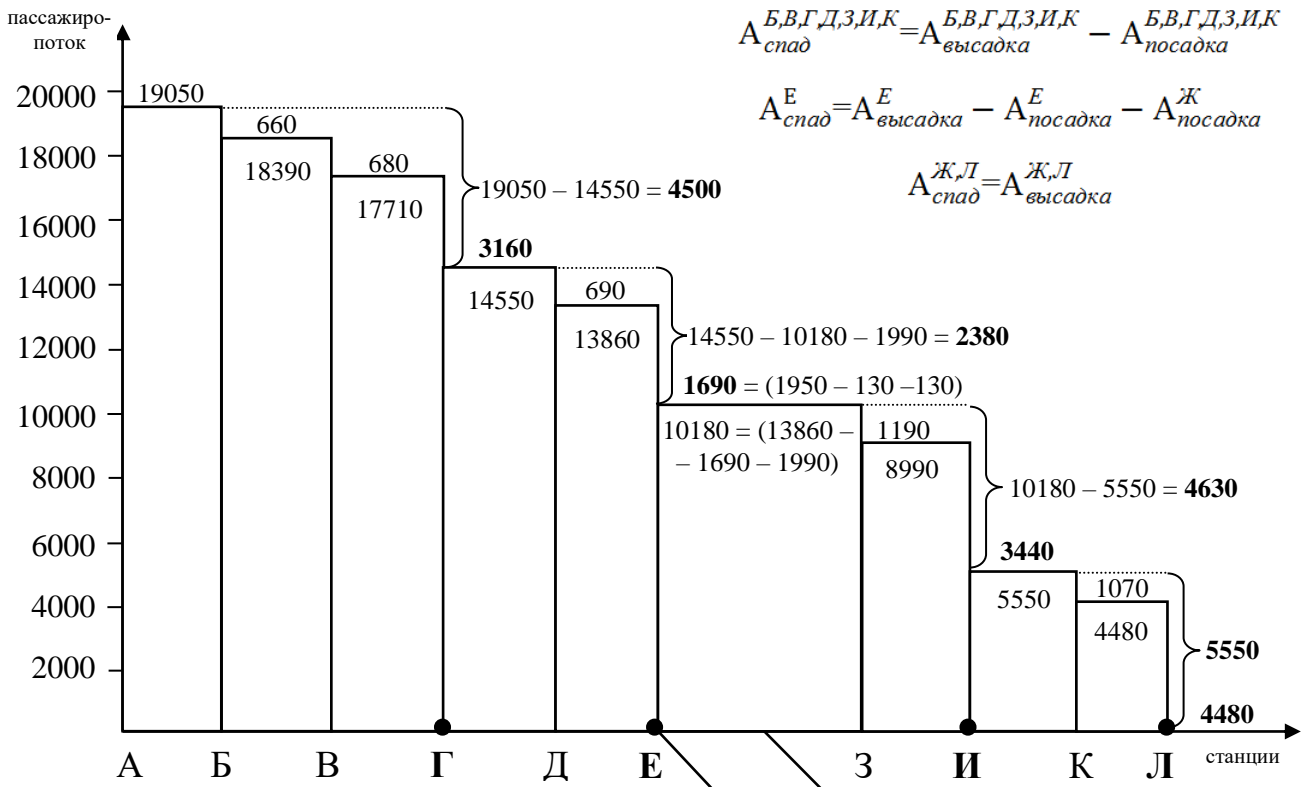 пассажиро-
поток
А^{Б,В,Г,Д,З,И,К}_{спад}=А^{Б,В,Г,Д,З,И,К}_{высадка} − А^{Б,В,Г,Д,З,И,К}_{посадка}
А^{Е}_{спад}=А^{Е}_{высадка} − А^{Е}_{посадка} − А^{Ж}_{посадка}
А^{Ж,Л}_{спад}=А^{Ж,Л}_{высадка}
20000
18000
16000
14000
12000
10000
8000
6000
4000
2000
19050
660
18390
680
17710
19050 – 14550 = 4500
3160
14550
690
13860
14550 – 10180 – 1990 = 2380
1690 = (1950 – 130 –130)
10180 = (13860 –
– 1690 – 1990)
1190
8990
10180 – 5550 = 4630
3440
5550
1070
4480
5550
4480
А Б В Г Д Е З И К Л
станции